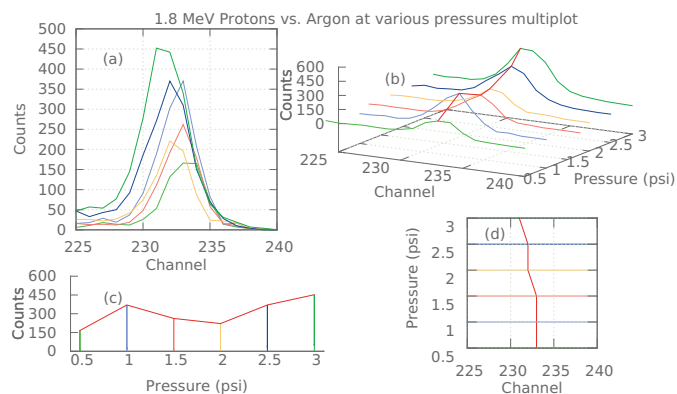 1.8 MeV Protons vs. Argon at various pressures multiplot
(a)
Counts
500
450
400
350
300
250
200
150
100
50
0
225 230 235 240
Channel
(b)
Counts
600
450
300
150
0
225 230 235 240
Channel
0.5 1 1.5 2 2.5 3
Pressure (psi)
(c)
Counts
600
450
300
150
0
0.5 1 1.5 2 2.5 3
Pressure (psi)
(d)
Pressure (psi)
3
2.5
2
1.5
1
0.5
225 230 235 240
Channel